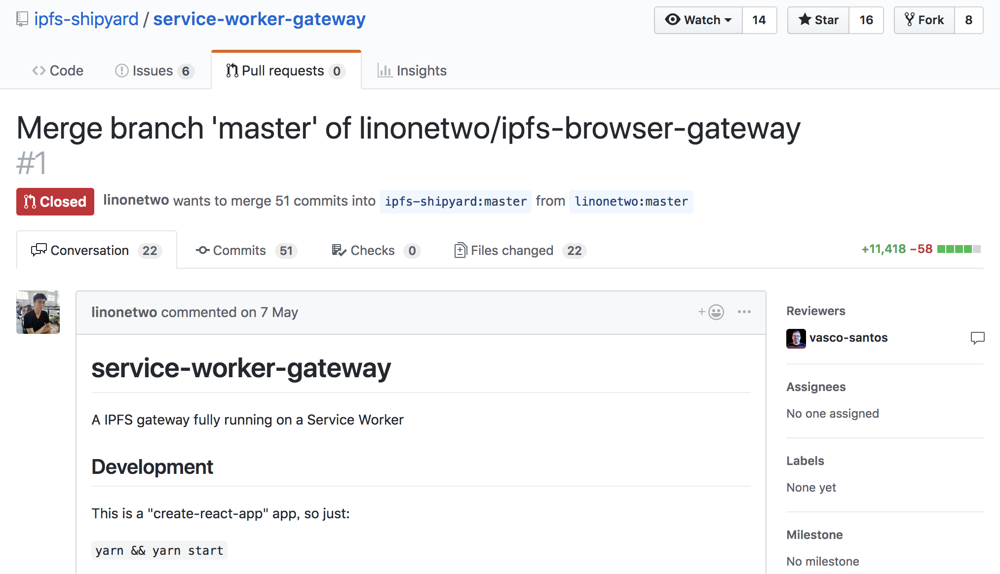 ipfs-shipyard / service-worker-gateway
Watch 14 Star 16 Fork 8
Code Issues 6 Pull requests 0 Insights
Merge branch 'master' of linonetwo/ipfs-browser-gateway
#1
Closed linonetwo wants to merge 51 commits into ipfs-shipyard:master from linonetwo:master
Conversation 22 Commits 51 Checks 0 Files changed 22 +11,418 −58
linonetwo commented on 7 May
service-worker-gateway
A IPFS gateway fully running on a Service Worker
Development
This is a "create-react-app" app, so just:
yarn && yarn start
Reviewers
vasco-santos
Assignees
No one assigned
Labels
None yet
Milestone
No milestone